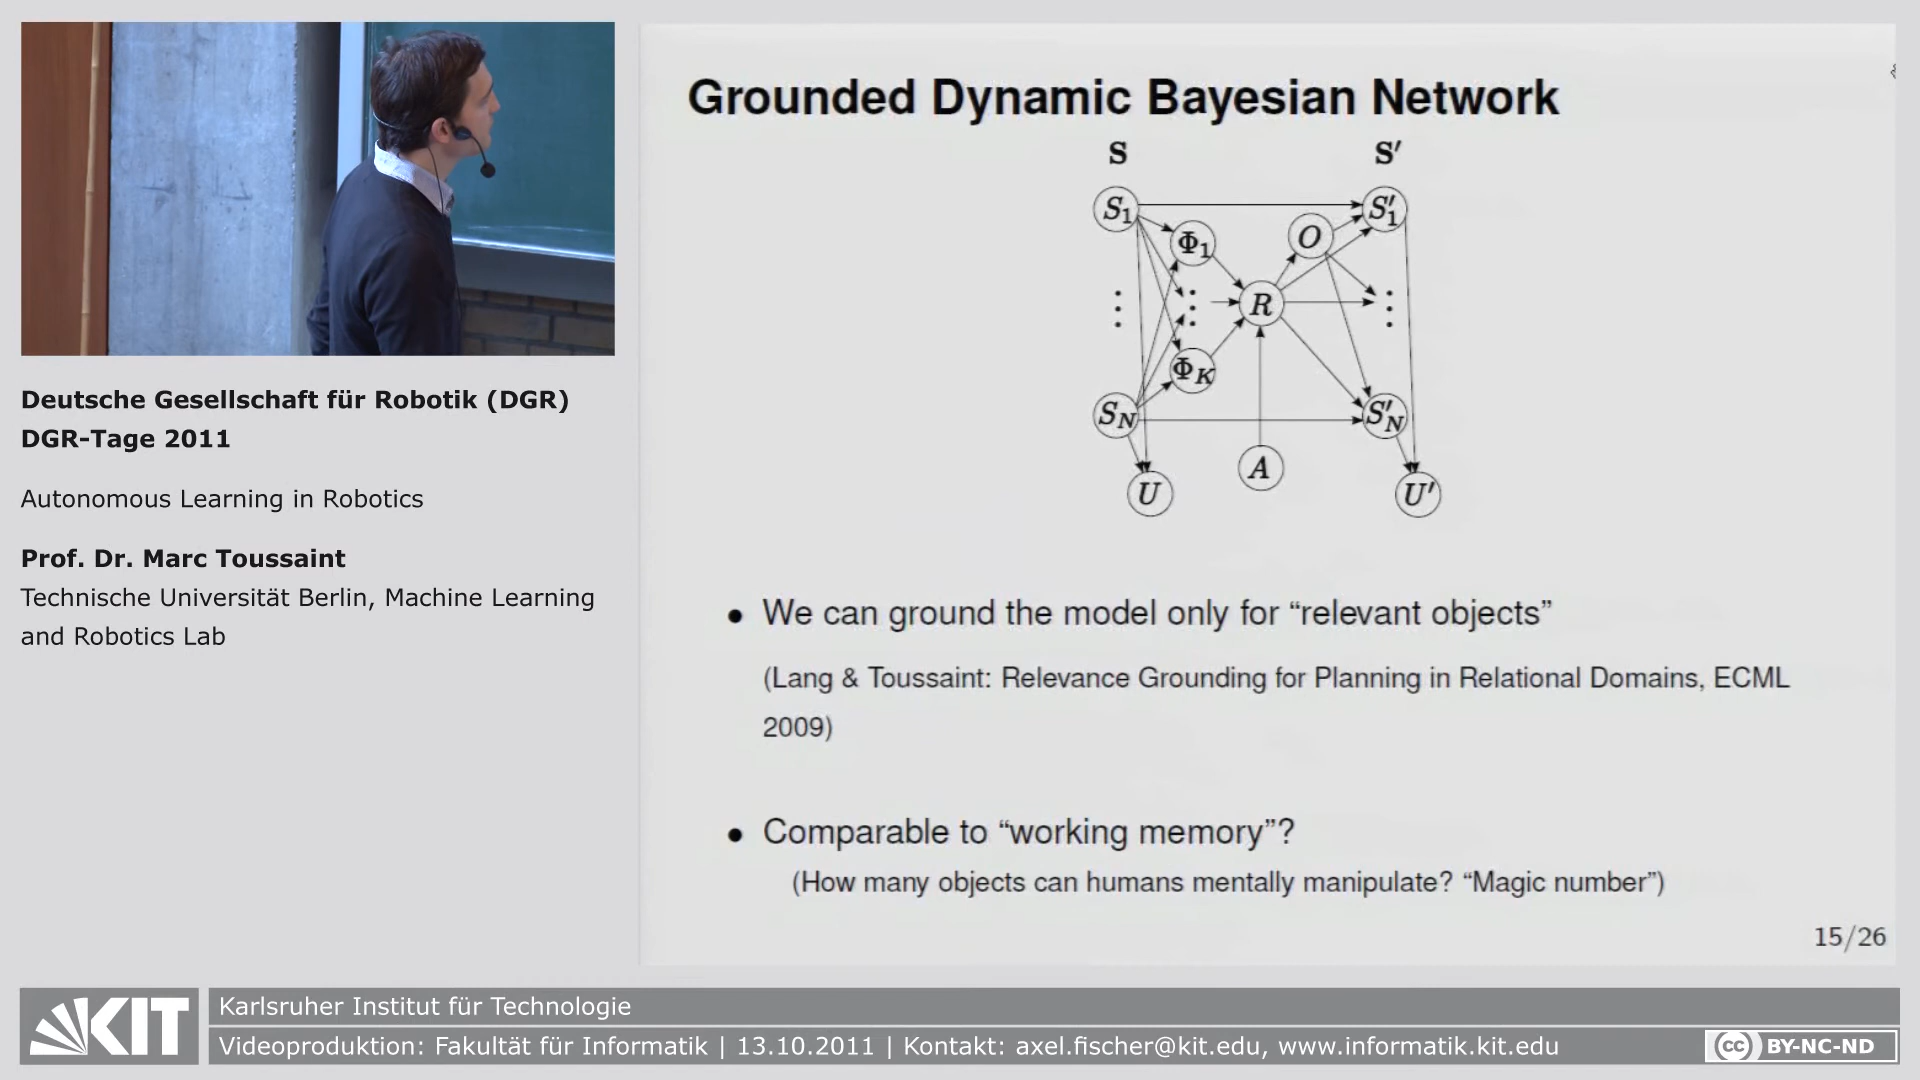 Grounded Dynamic Bayesian Network
S S′
S1 S′1
Φ1 O
R
ΦK
SN S′N
A
U U′
• We can ground the model only for “relevant objects”
(Lang & Toussaint: Relevance Grounding for Planning in Relational Domains, ECML
2009)
• Comparable to “working memory”?
(How many objects can humans mentally manipulate? “Magic number”)
15/26
Deutsche Gesellschaft für Robotik (DGR)
DGR-Tage 2011
Autonomous Learning in Robotics
Prof. Dr. Marc Toussaint
Technische Universität Berlin, Machine Learning
and Robotics Lab
KIT
Karlsruher Institut für Technologie
Videoproduktion: Fakultät für Informatik | 13.10.2011 | Kontakt: axel.fischer@kit.edu, www.informatik.kit.edu
cc BY-NC-ND